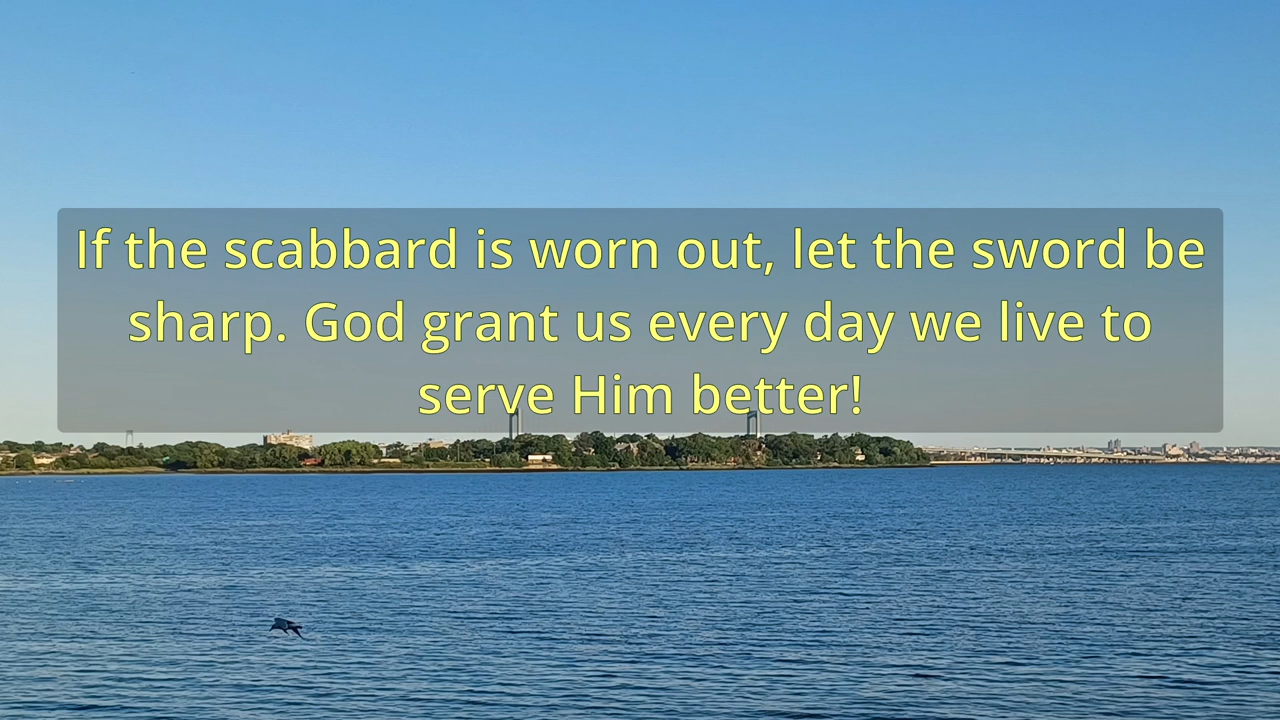 If the scabbard is worn out, let the sword be
sharp. God grant us every day we live to
serve Him better!